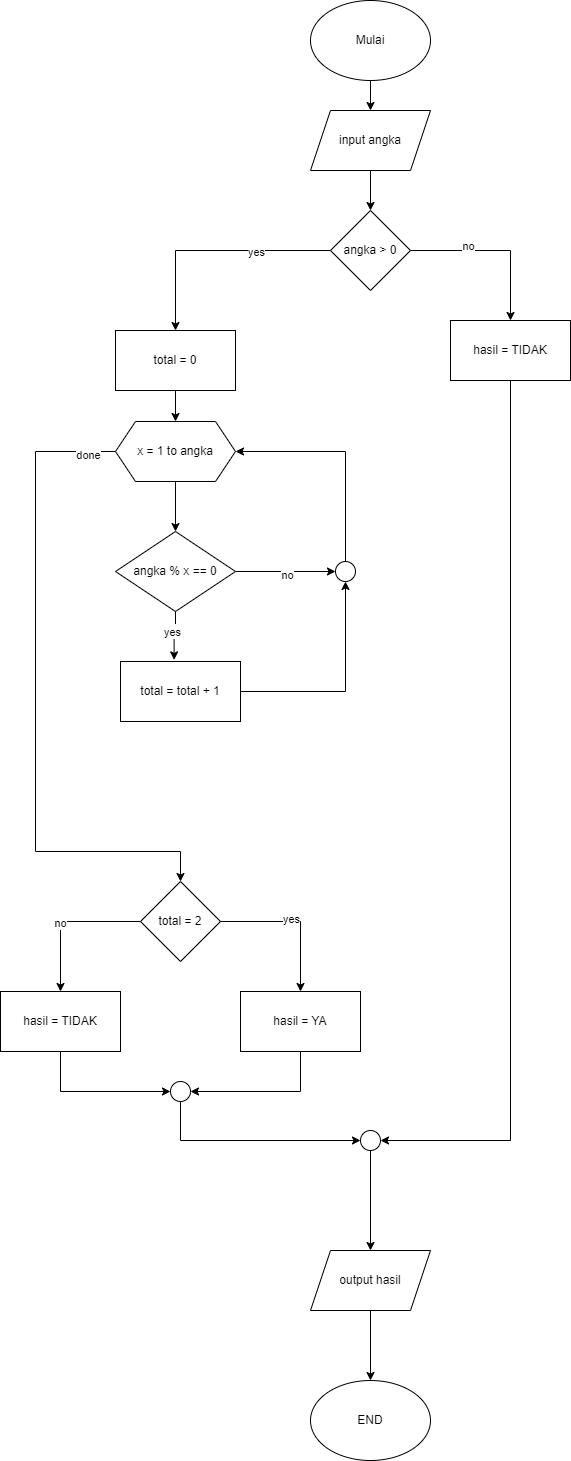 Mulai
input angka
angka > 0
yes
no
total = 0
hasil = TIDAK
x = 1 to angka
done
angka % x == 0
no
yes
total = total + 1
total = 2
no
yes
hasil = TIDAK
hasil = YA
output hasil
END